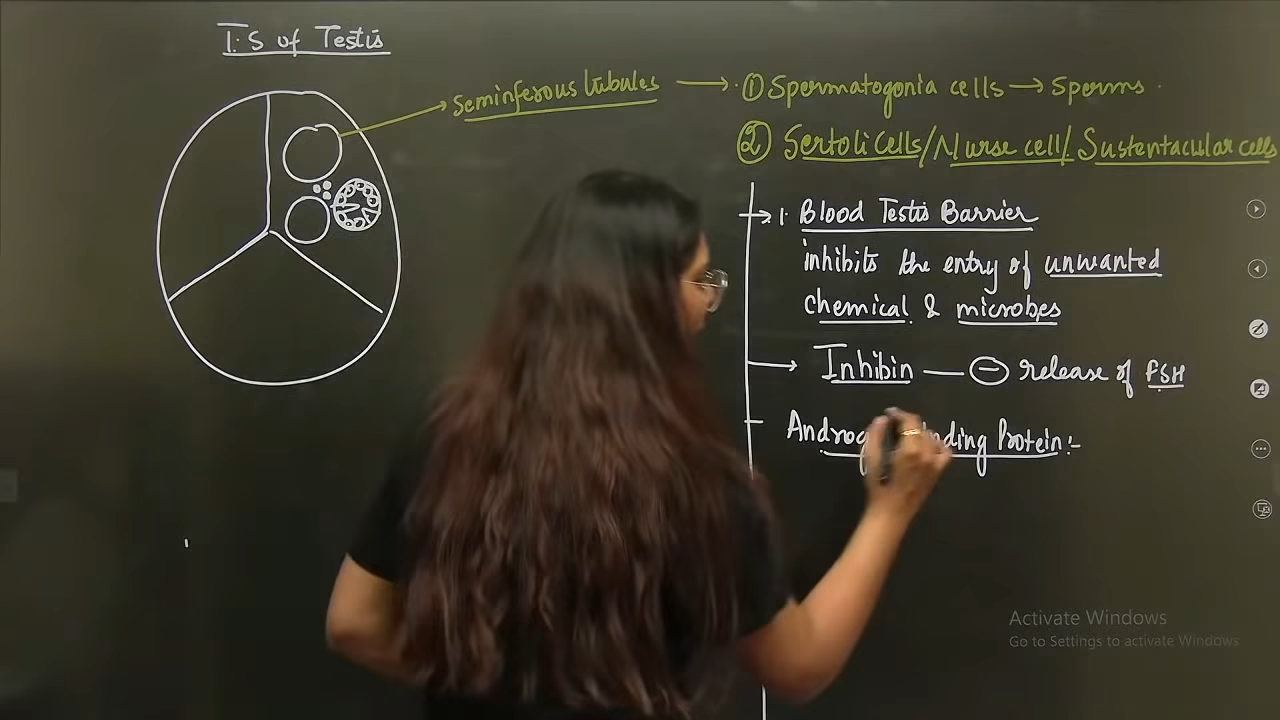 T.S of Testis
Seminferous tubules → ① Spermatogonia cells → Sperms
② Sertoli Cells/Nurse cell/Sustentacular cells
→ 1. Blood Testis Barrier
inhibits the entry of unwanted
chemical & microbes
→ Inhibin — ⊖ release of FSH
Protein:-
Activate Windows
Go to Settings to activate Windows